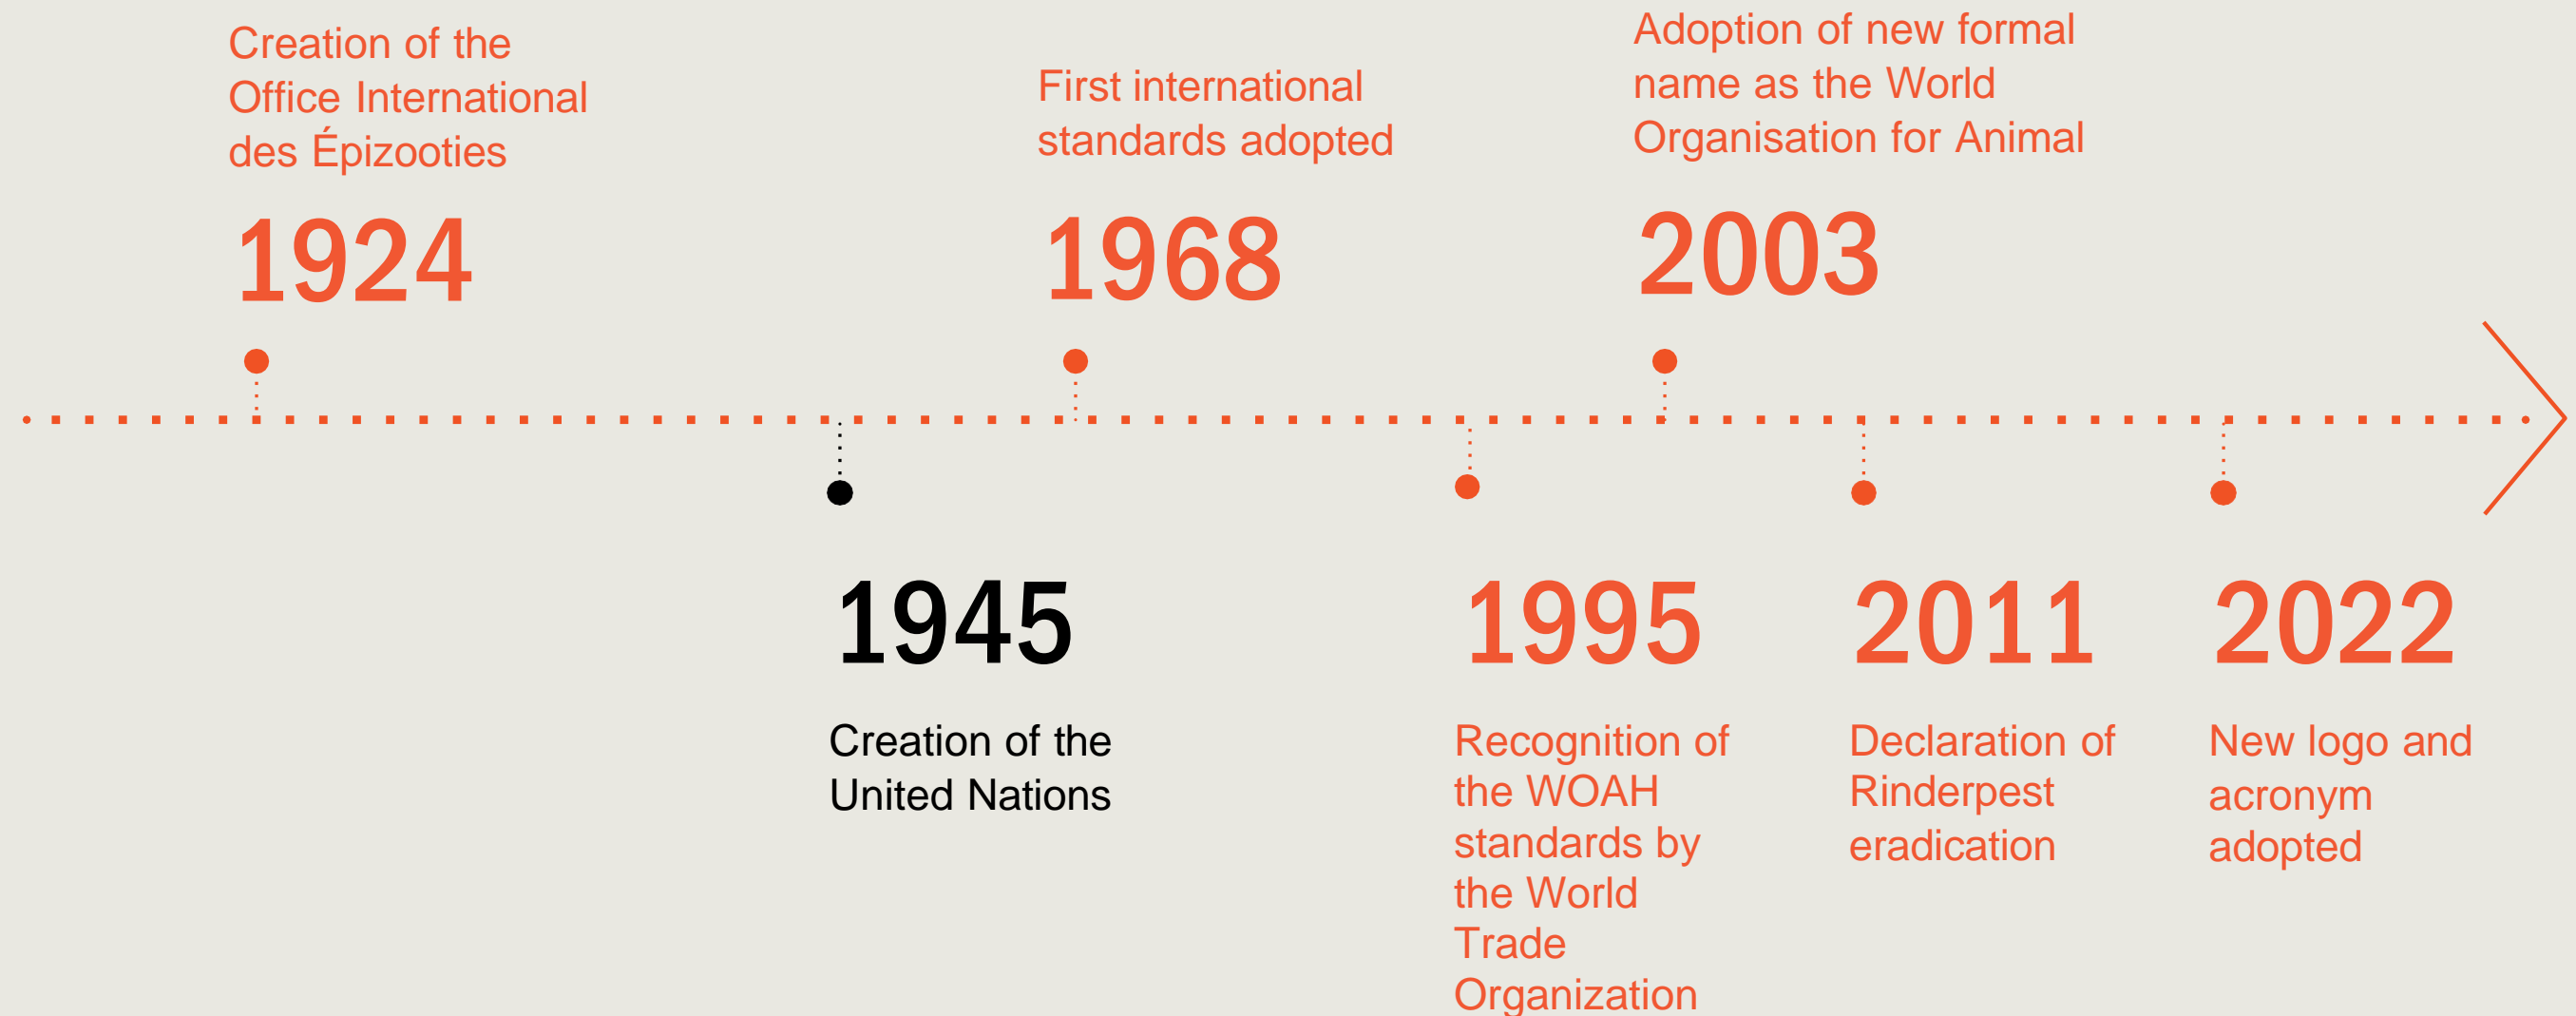 Creation of the
Office International
des Épizooties
1924
First international
standards adopted
1968
Adoption of new formal
name as the World
Organisation for Animal
2003
1945
Creation of the
United Nations
1995
Recognition of
the WOAH
standards by
the World
Trade
Organization
2011
Declaration of
Rinderpest
eradication
2022
New logo and
acronym
adopted